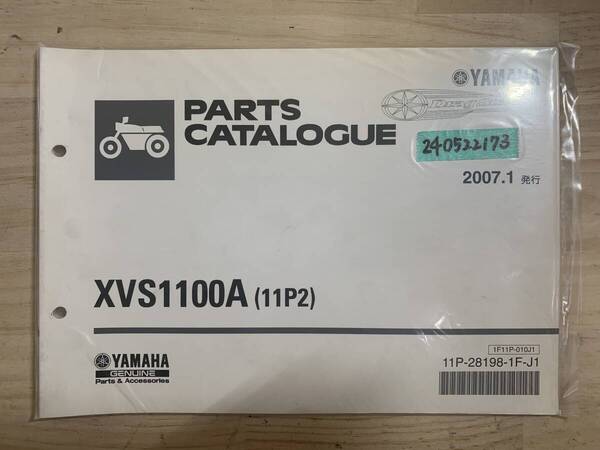 YAMAHA
PARTS
CATALOGUE
240522173
2007.1 発行
XVS1100A (11P2)
1F11P-010J1
YAMAHA
GENUINE
Parts & Accessories
11P-28198-1F-J1